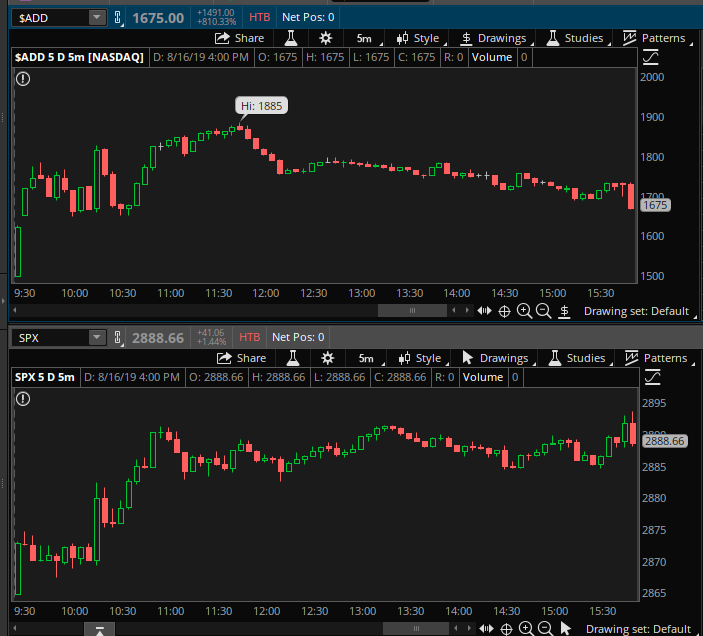 $ADD 1675.00 +1491.00 +810.33% HTB Net Pos: 0
Share 5m Style $ Drawings Studies Patterns
$ADD 5 D 5m [NASDAQ] D: 8/16/19 4:00 PM O: 1675 H: 1675 L: 1675 C: 1675 R: 0 Volume 0
2000
1900
Hi: 1885
1800
1700
1675
1600
1500
9:30 10:00 10:30 11:00 11:30 12:00 12:30 13:00 13:30 14:00 14:30 15:00 15:30
$ Drawing set: Default
SPX 2888.66 +41.06 +1.44% HTB Net Pos: 0
Share 5m Style Drawings Studies Patterns
SPX 5 D 5m D: 8/16/19 4:00 PM O: 2888.66 H: 2888.66 L: 2888.66 C: 2888.66 R: 0 Volume 0
2895
2888.66
2885
2880
2875
2870
2865
9:30 10:00 10:30 11:00 11:30 12:00 12:30 13:00 13:30 14:00 14:30 15:00 15:30
Drawing set: Default